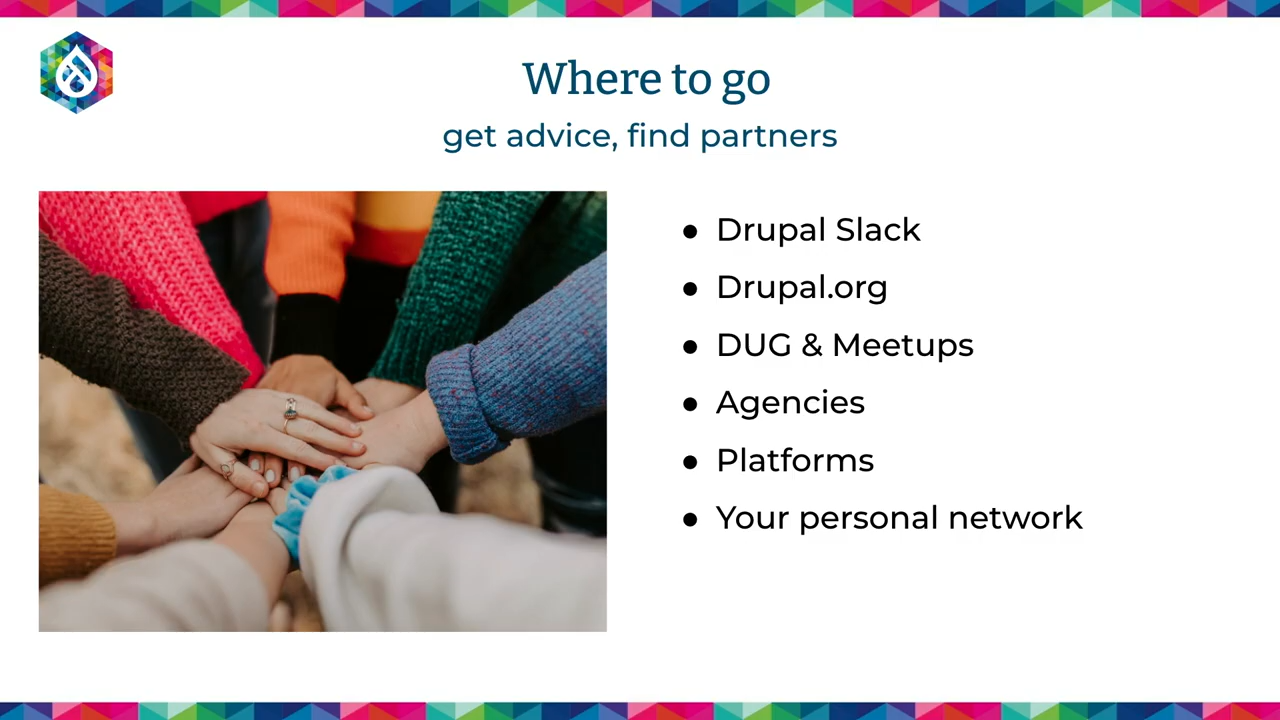 Where to go
get advice, find partners
● Drupal Slack
● Drupal.org
● DUG & Meetups
● Agencies
● Platforms
● Your personal network